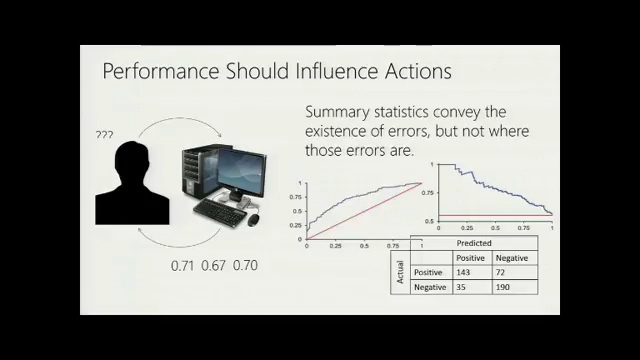 Performance Should Influence Actions
???
0.71 0.67 0.70
Summary statistics convey the
existence of errors, but not where
those errors are.
1
0.75
0.5
0.25
0
0 0.25 0.5 0.75 1
1
0.75
0.5
0 0.25 0.5 0.75 1
Predicted
Positive Negative
Actual
Positive 143 72
Negative 35 190